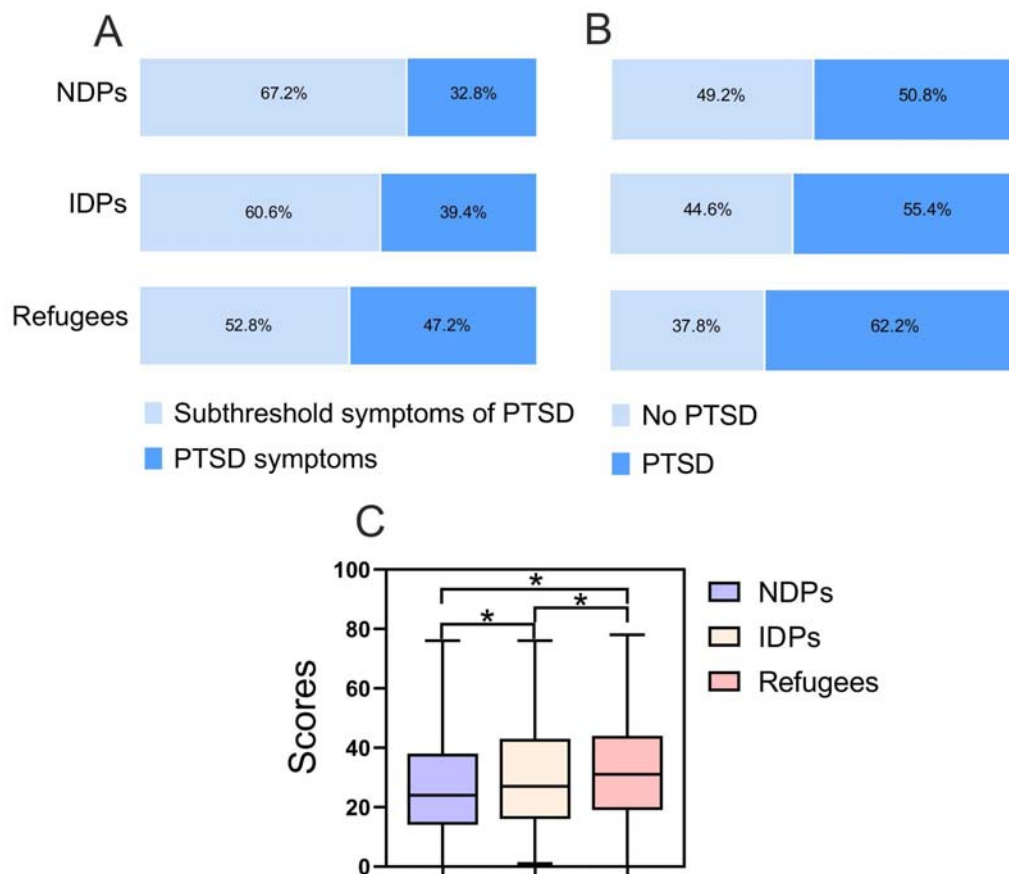 A
B
NDPs
67.2%
32.8%
49.2%
50.8%
IDPs
60.6%
39.4%
44.6%
55.4%
Refugees
52.8%
47.2%
37.8%
62.2%
Subthreshold symptoms of PTSD
PTSD symptoms
No PTSD
PTSD
C
Scores
100
80
60
40
20
0
*
*
*
NDPs
IDPs
Refugees